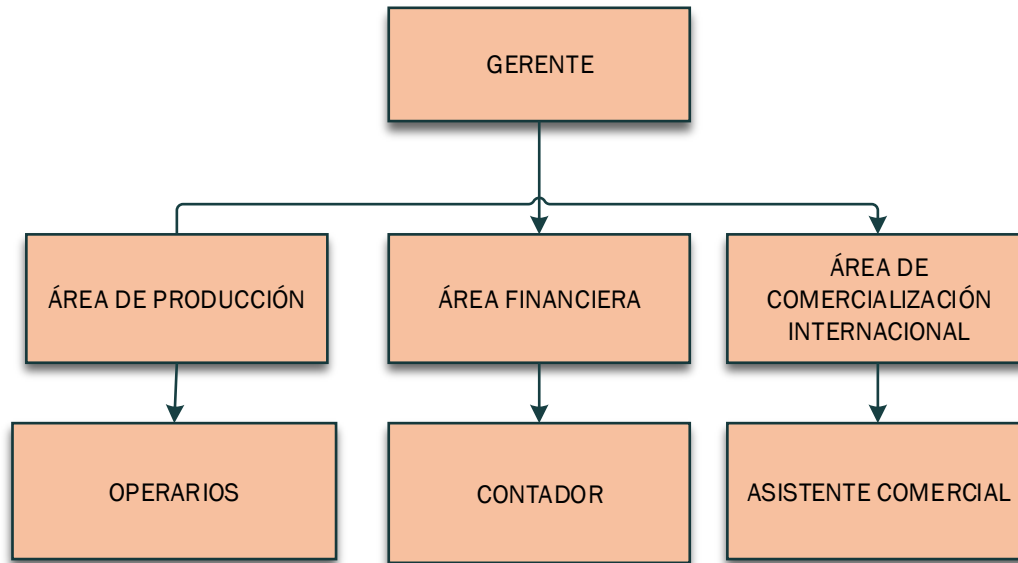 GERENTE
ÁREA DE PRODUCCIÓN
ÁREA FINANCIERA
ÁREA DE
COMERCIALIZACIÓN
INTERNACIONAL
OPERARIOS
CONTADOR
ASISTENTE COMERCIAL